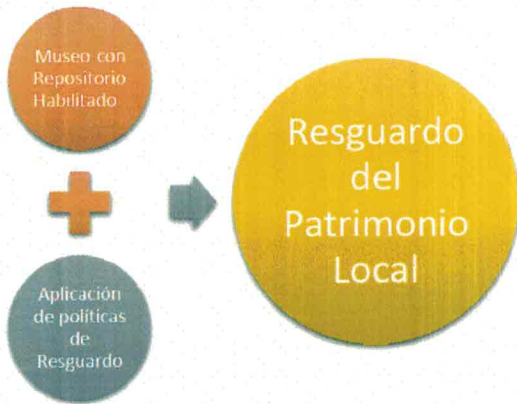 Museo con
Repositorio
Habilitado
Aplicación
de políticas
de
Resguardo
Resguardo
del
Patrimonio
Local